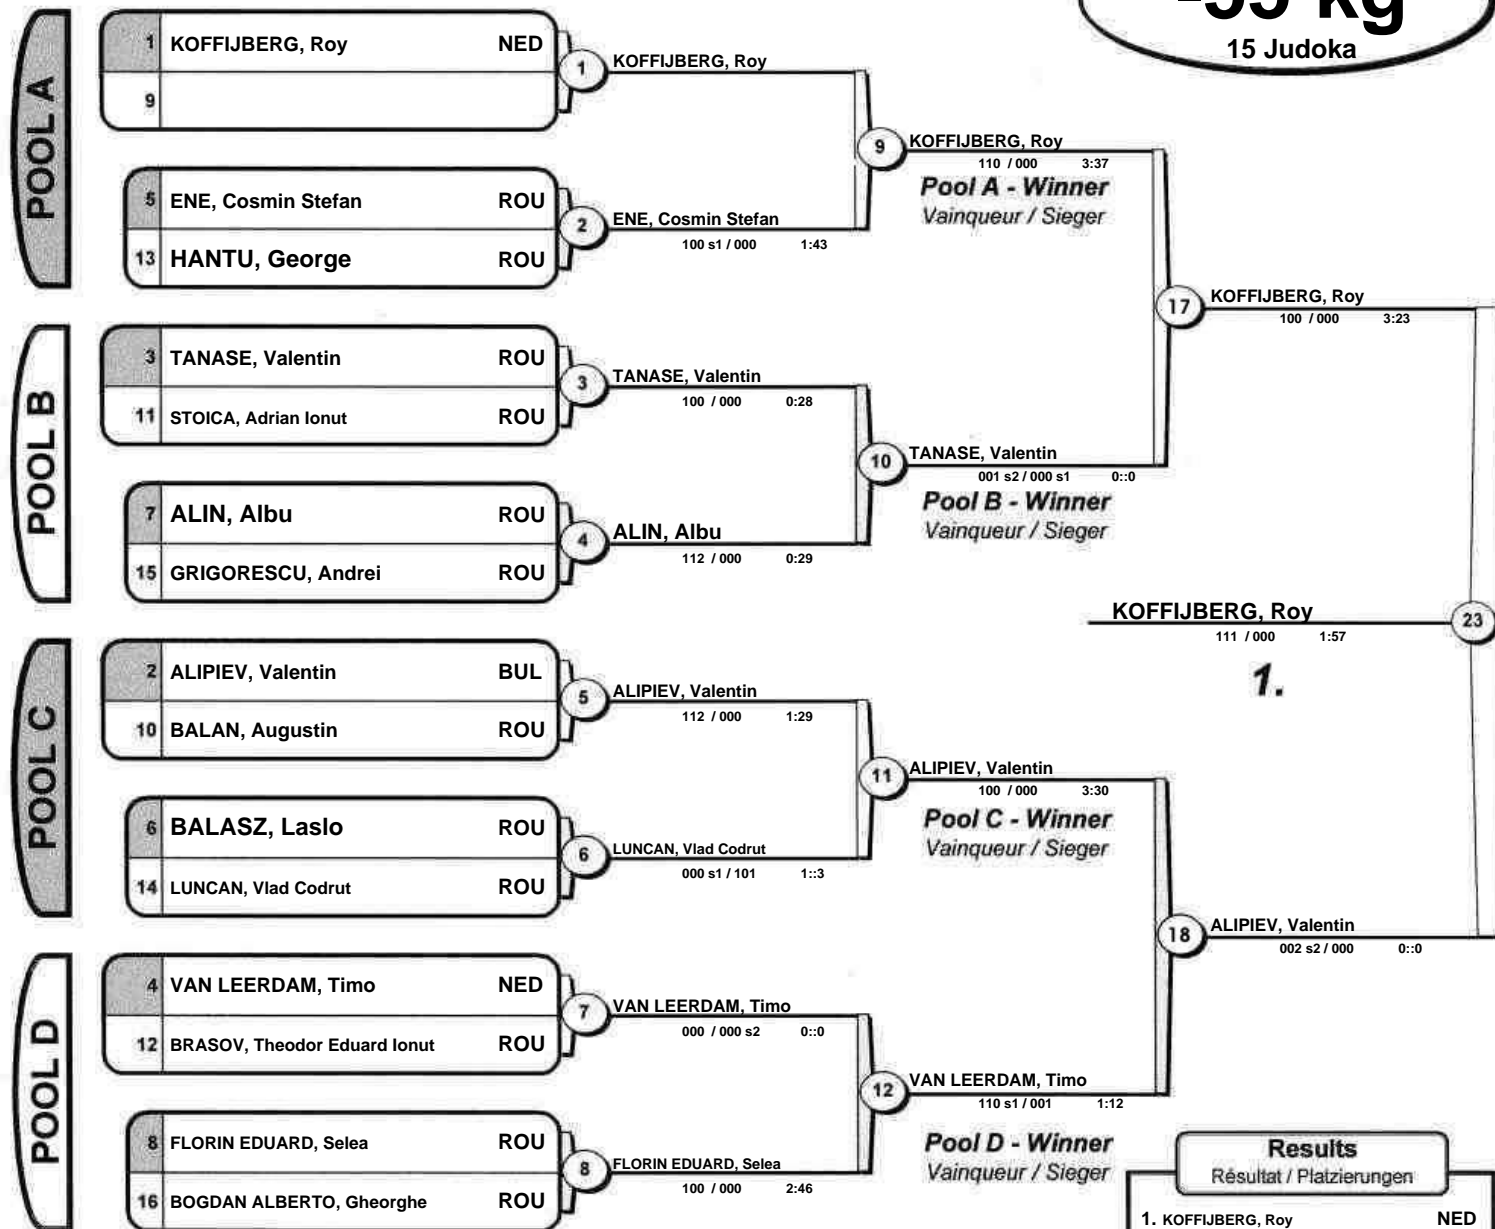 -55 kg
15 Judoka
POOL A
1 KOFFIJBERG, Roy NED
9
1 KOFFIJBERG, Roy
5 ENE, Cosmin Stefan ROU
13 HANTU, George ROU
2 ENE, Cosmin Stefan
100 s1 / 000 1:43
9 KOFFIJBERG, Roy
110 / 000 3:37
Pool A - Winner
Vainqueur / Sieger
POOL B
3 TANASE, Valentin ROU
11 STOICA, Adrian Ionut ROU
3 TANASE, Valentin
100 / 000 0:28
7 ALIN, Albu ROU
15 GRIGORESCU, Andrei ROU
4 ALIN, Albu
112 / 000 0:29
10 TANASE, Valentin
001 s2 / 000 s1 0::0
Pool B - Winner
Vainqueur / Sieger
17 KOFFIJBERG, Roy
100 / 000 3:23
KOFFIJBERG, Roy 23
111 / 000 1:57
1.
POOL C
2 ALIPIEV, Valentin BUL
10 BALAN, Augustin ROU
5 ALIPIEV, Valentin
112 / 000 1:29
6 BALASZ, Laslo ROU
14 LUNCAN, Vlad Codrut ROU
6 LUNCAN, Vlad Codrut
000 s1 / 101 1::3
11 ALIPIEV, Valentin
100 / 000 3:30
Pool C - Winner
Vainqueur / Sieger
18 ALIPIEV, Valentin
002 s2 / 000 0::0
POOL D
4 VAN LEERDAM, Timo NED
12 BRASOV, Theodor Eduard Ionut ROU
7 VAN LEERDAM, Timo
000 / 000 s2 0::0
8 FLORIN EDUARD, Selea ROU
16 BOGDAN ALBERTO, Gheorghe ROU
8 FLORIN EDUARD, Selea
100 / 000 2:46
12 VAN LEERDAM, Timo
110 s1 / 001 1:12
Pool D - Winner
Vainqueur / Sieger
Results
Résultat / Platzierungen
1. KOFFIJBERG, Roy NED